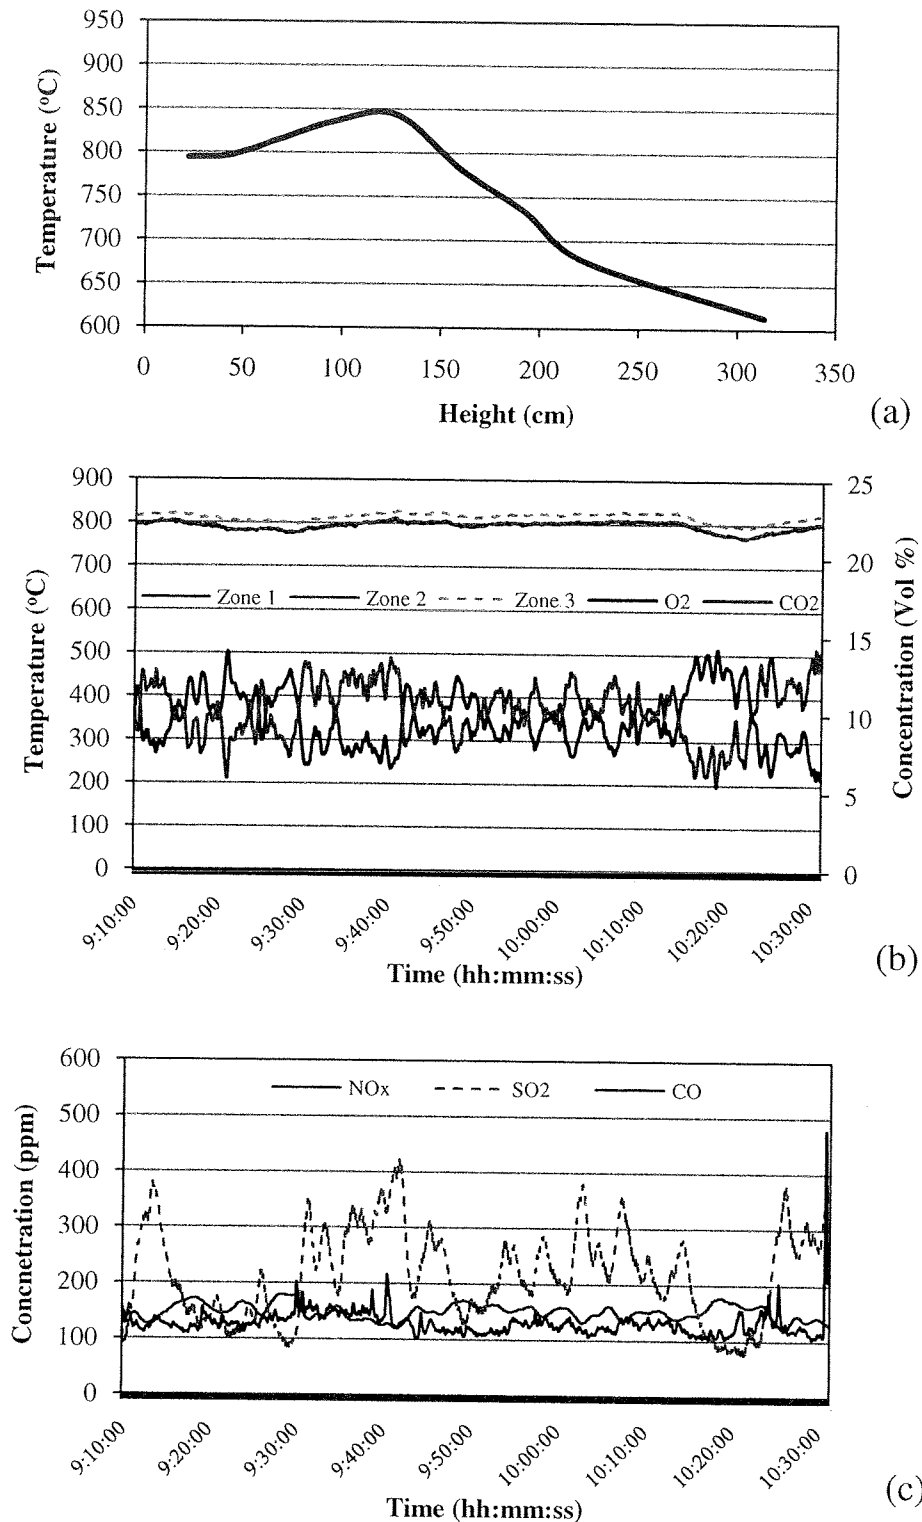 950
900
850
800
750
700
650
600
Temperature (ºC)
0 50 100 150 200 250 300 350
Height (cm)
(a)
900
800
700
600
500
400
300
200
100
0
Temperature (ºC)
Zone 1 Zone 2 Zone 3 O2 CO2
25
20
15
10
5
0
Concentration (Vol %)
9:10:00 9:20:00 9:30:00 9:40:00 9:50:00 10:00:00 10:10:00 10:20:00 10:30:00
Time (hh:mm:ss)
(b)
600
500
400
300
200
100
0
Concnetration (ppm)
NOx SO2 CO
9:10:00 9:20:00 9:30:00 9:40:00 9:50:00 10:00:00 10:10:00 10:20:00 10:30:00
Time (hh:mm:ss)
(c)